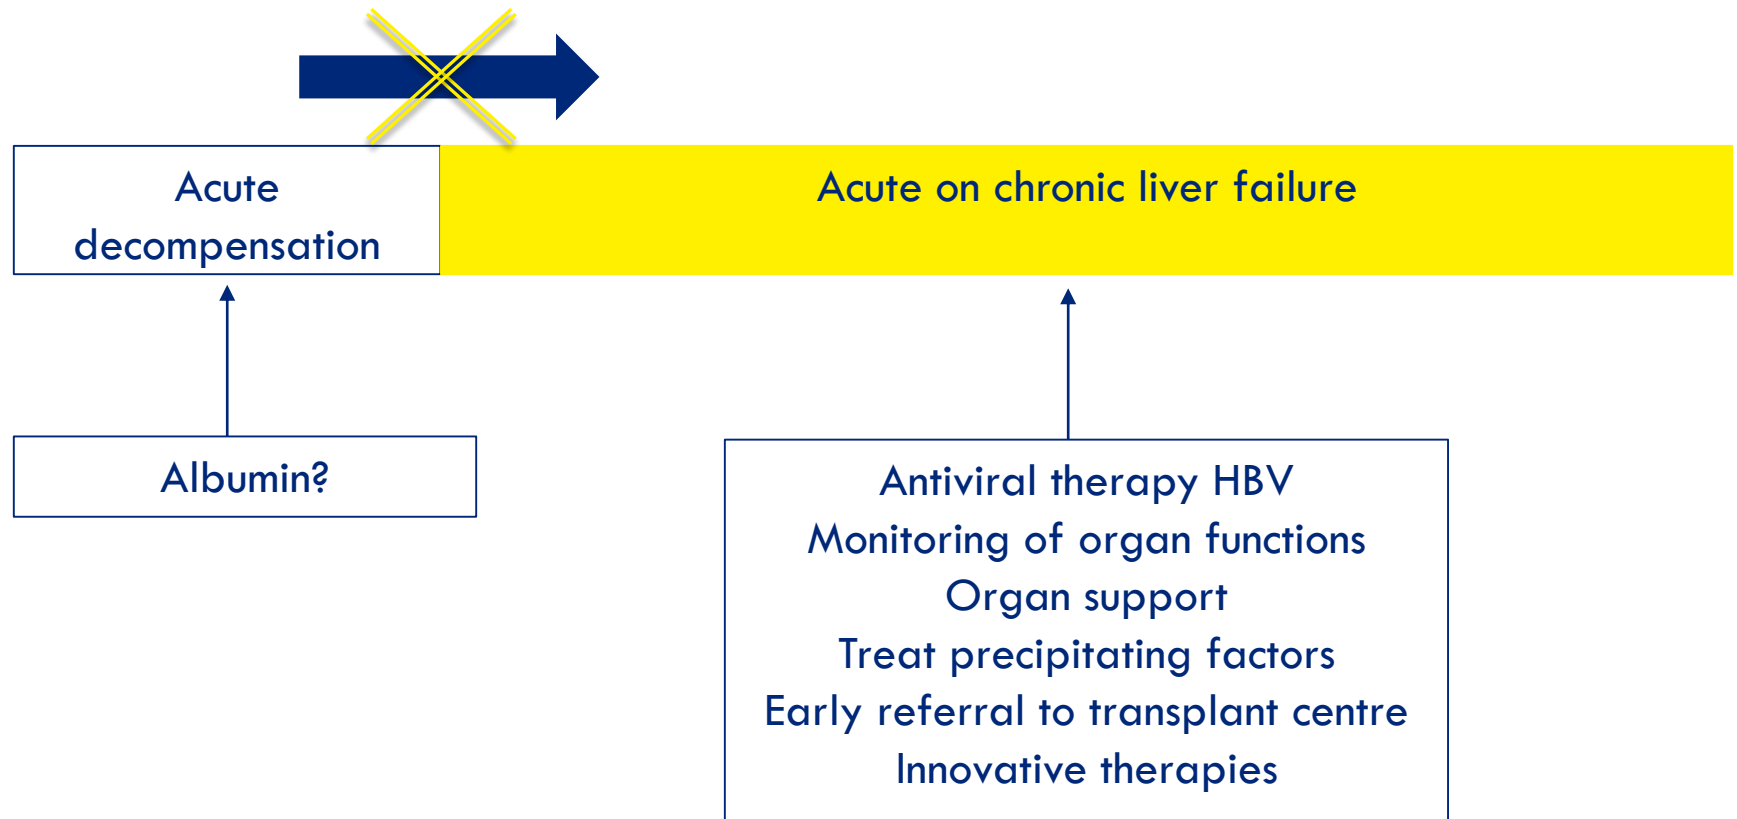 Acute
decompensation
Acute on chronic liver failure
Albumin?
Antiviral therapy HBV
Monitoring of organ functions
Organ support
Treat precipitating factors
Early referral to transplant centre
Innovative therapies